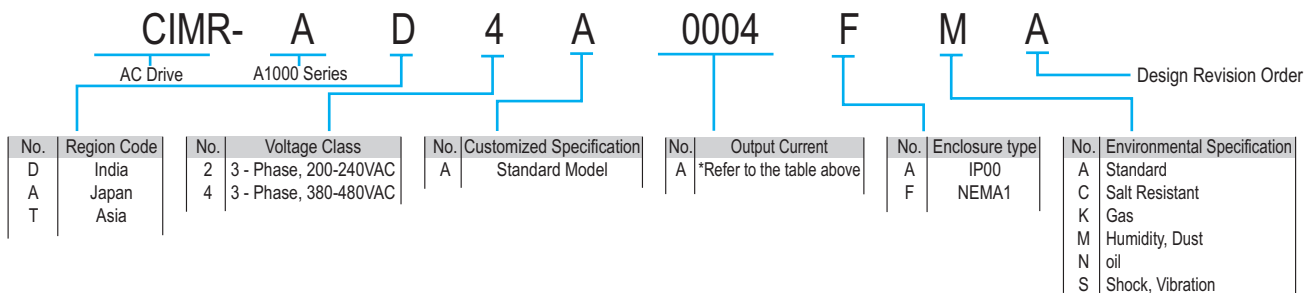 CIMR- A D 4 A 0004 F M A
AC Drive
A1000 Series
Design Revision Order
No. Region Code
D India
A Japan
T Asia
No. Voltage Class
2 3 - Phase, 200-240VAC
4 3 - Phase, 380-480VAC
No. Customized Specification
A Standard Model
No. Output Current
A *Refer to the table above
No. Enclosure type
A IP00
F NEMA1
No. Environmental Specification
A Standard
C Salt Resistant
K Gas
M Humidity, Dust
N oil
S Shock, Vibration